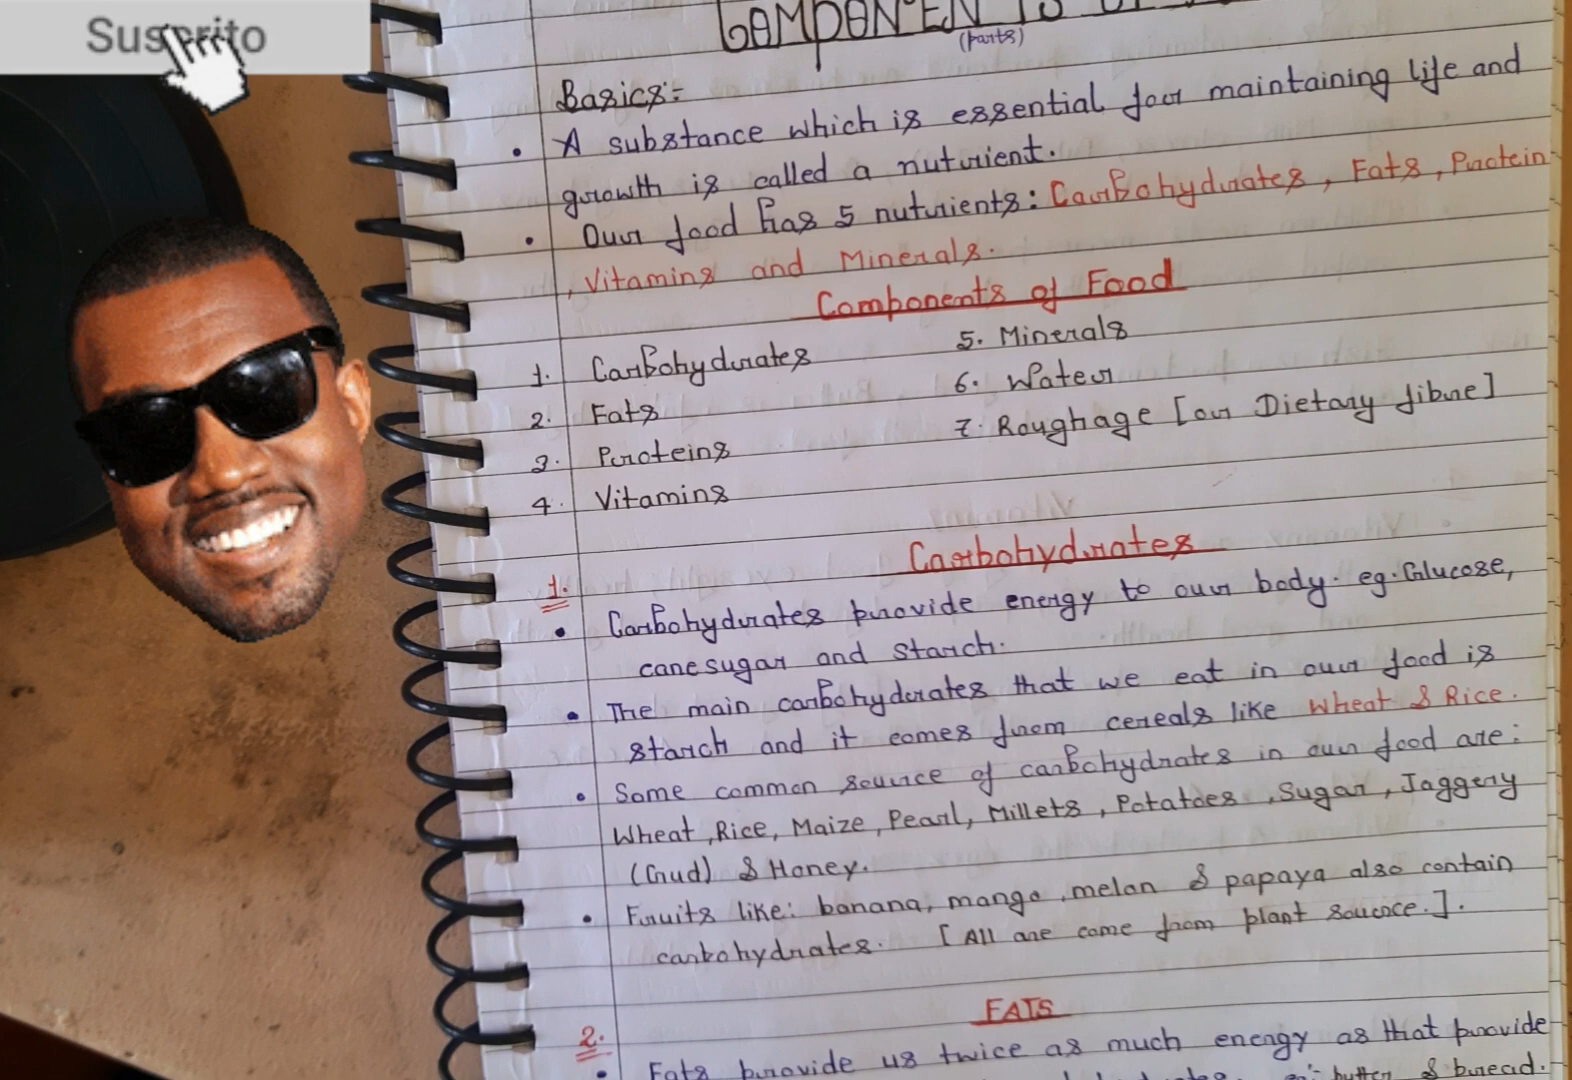 Suscrito
COMPONENTS OF
(parts)
Basics:-
• A substance which is essential for maintaining life and
growth is called a nutrient.
• Our food has 5 nutrients: Carbohydrates, Fats, Protein
, Vitamins and Minerals.
Components of Food
1. Carbohydrates
2. Fats
3. Proteins
4. Vitamins
5. Minerals
6. Water
7. Roughage [or Dietary fibre]
1. Carbohydrates
• Carbohydrates provide energy to our body. eg. Glucose,
canesugar and starch.
• The main carbohydrates that we eat in our food is
starch and it comes from cereals like Wheat & Rice.
• Some common source of carbohydrates in our food are:
Wheat, Rice, Maize, Pearl, Millets, Potatoes, Sugar, Jaggery
(Gud) & Honey.
• Fruits like: banana, mango, melon & papaya also contain
carbohydrates. [All are come from plant source.].
2. FATS
• Fats provide us twice as much energy as that provide
butter & bread.